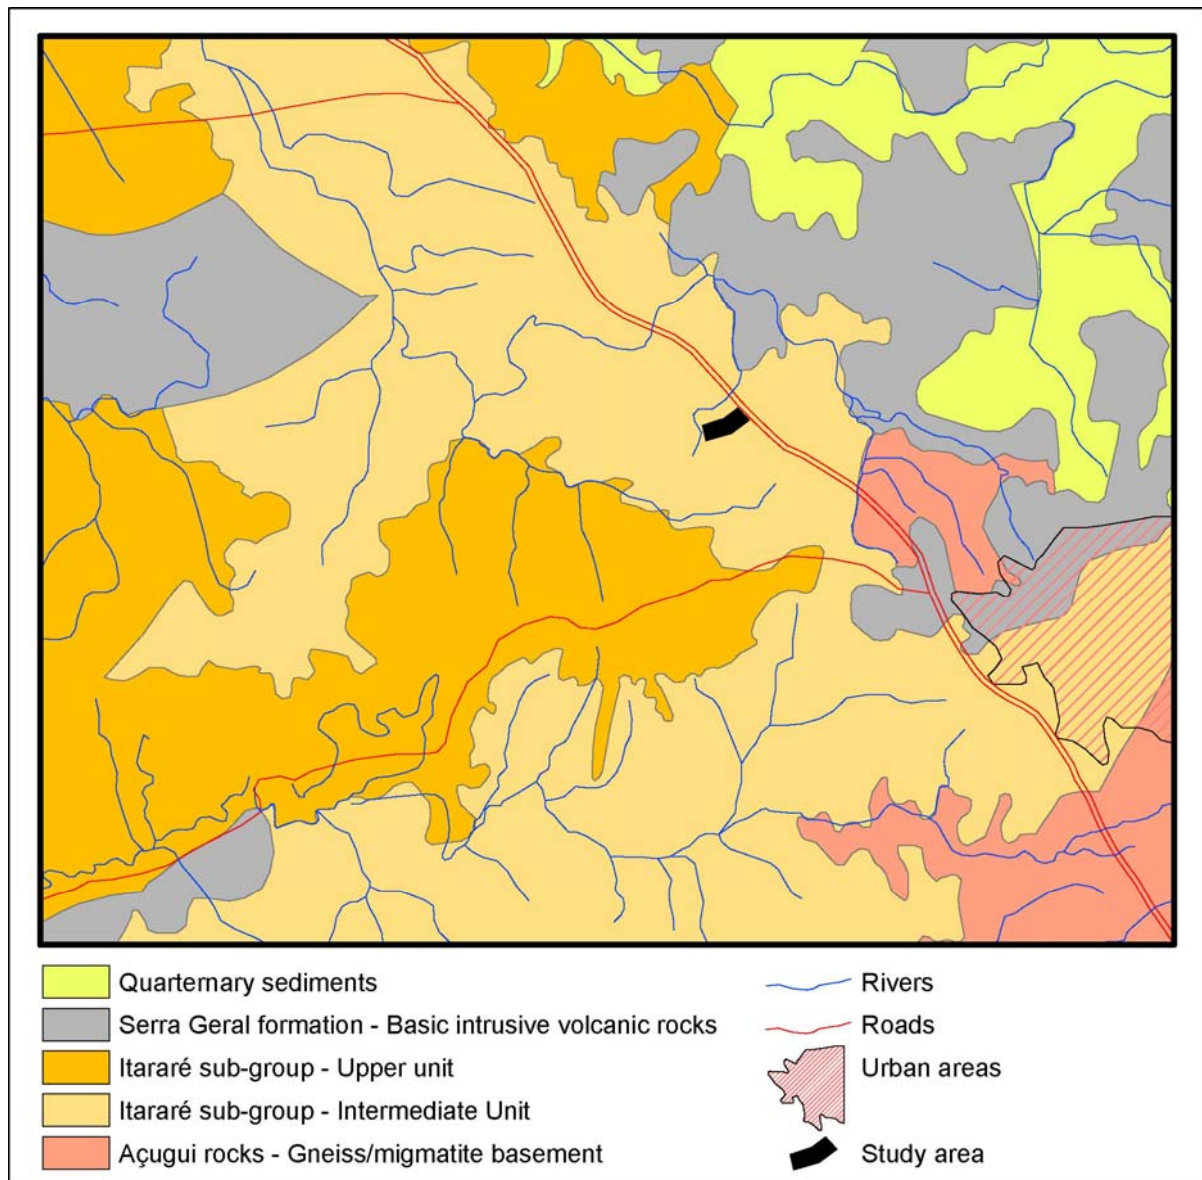 Quarternary sediments
Serra Geral formation - Basic intrusive volcanic rocks
Itararé sub-group - Upper unit
Itararé sub-group - Intermediate Unit
Açugui rocks - Gneiss/migmatite basement
Rivers
Roads
Urban areas
Study area